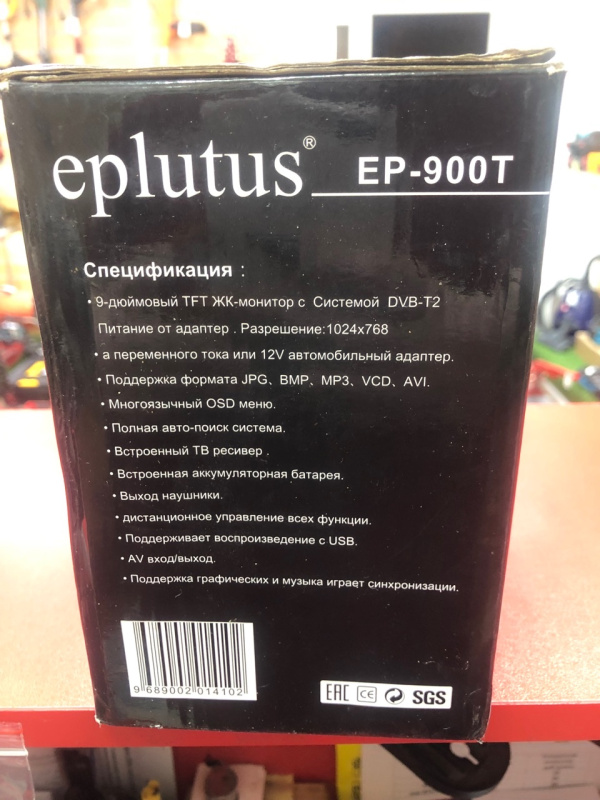 eplutus®
EP-900T
Спецификация :
• 9-дюймовый TFT ЖК-монитор с Системой DVB-T2
Питание от адаптер . Разрешение:1024x768
• а переменного тока или 12V автомобильный адаптер.
• Поддержка формата JPG、BMP、MP3、VCD、AVI.
• Многоязычный OSD меню.
• Полная авто-поиск система.
• Встроенный ТВ ресивер .
• Встроенная аккумуляторная батарея.
• Выход наушники.
• дистанционное управление всех функции.
• Поддерживает воспроизведение с USB.
• AV вход/выход.
• Поддержка графических и музыка играет синхронизации.
9 689002 014102
EAC CE SGS